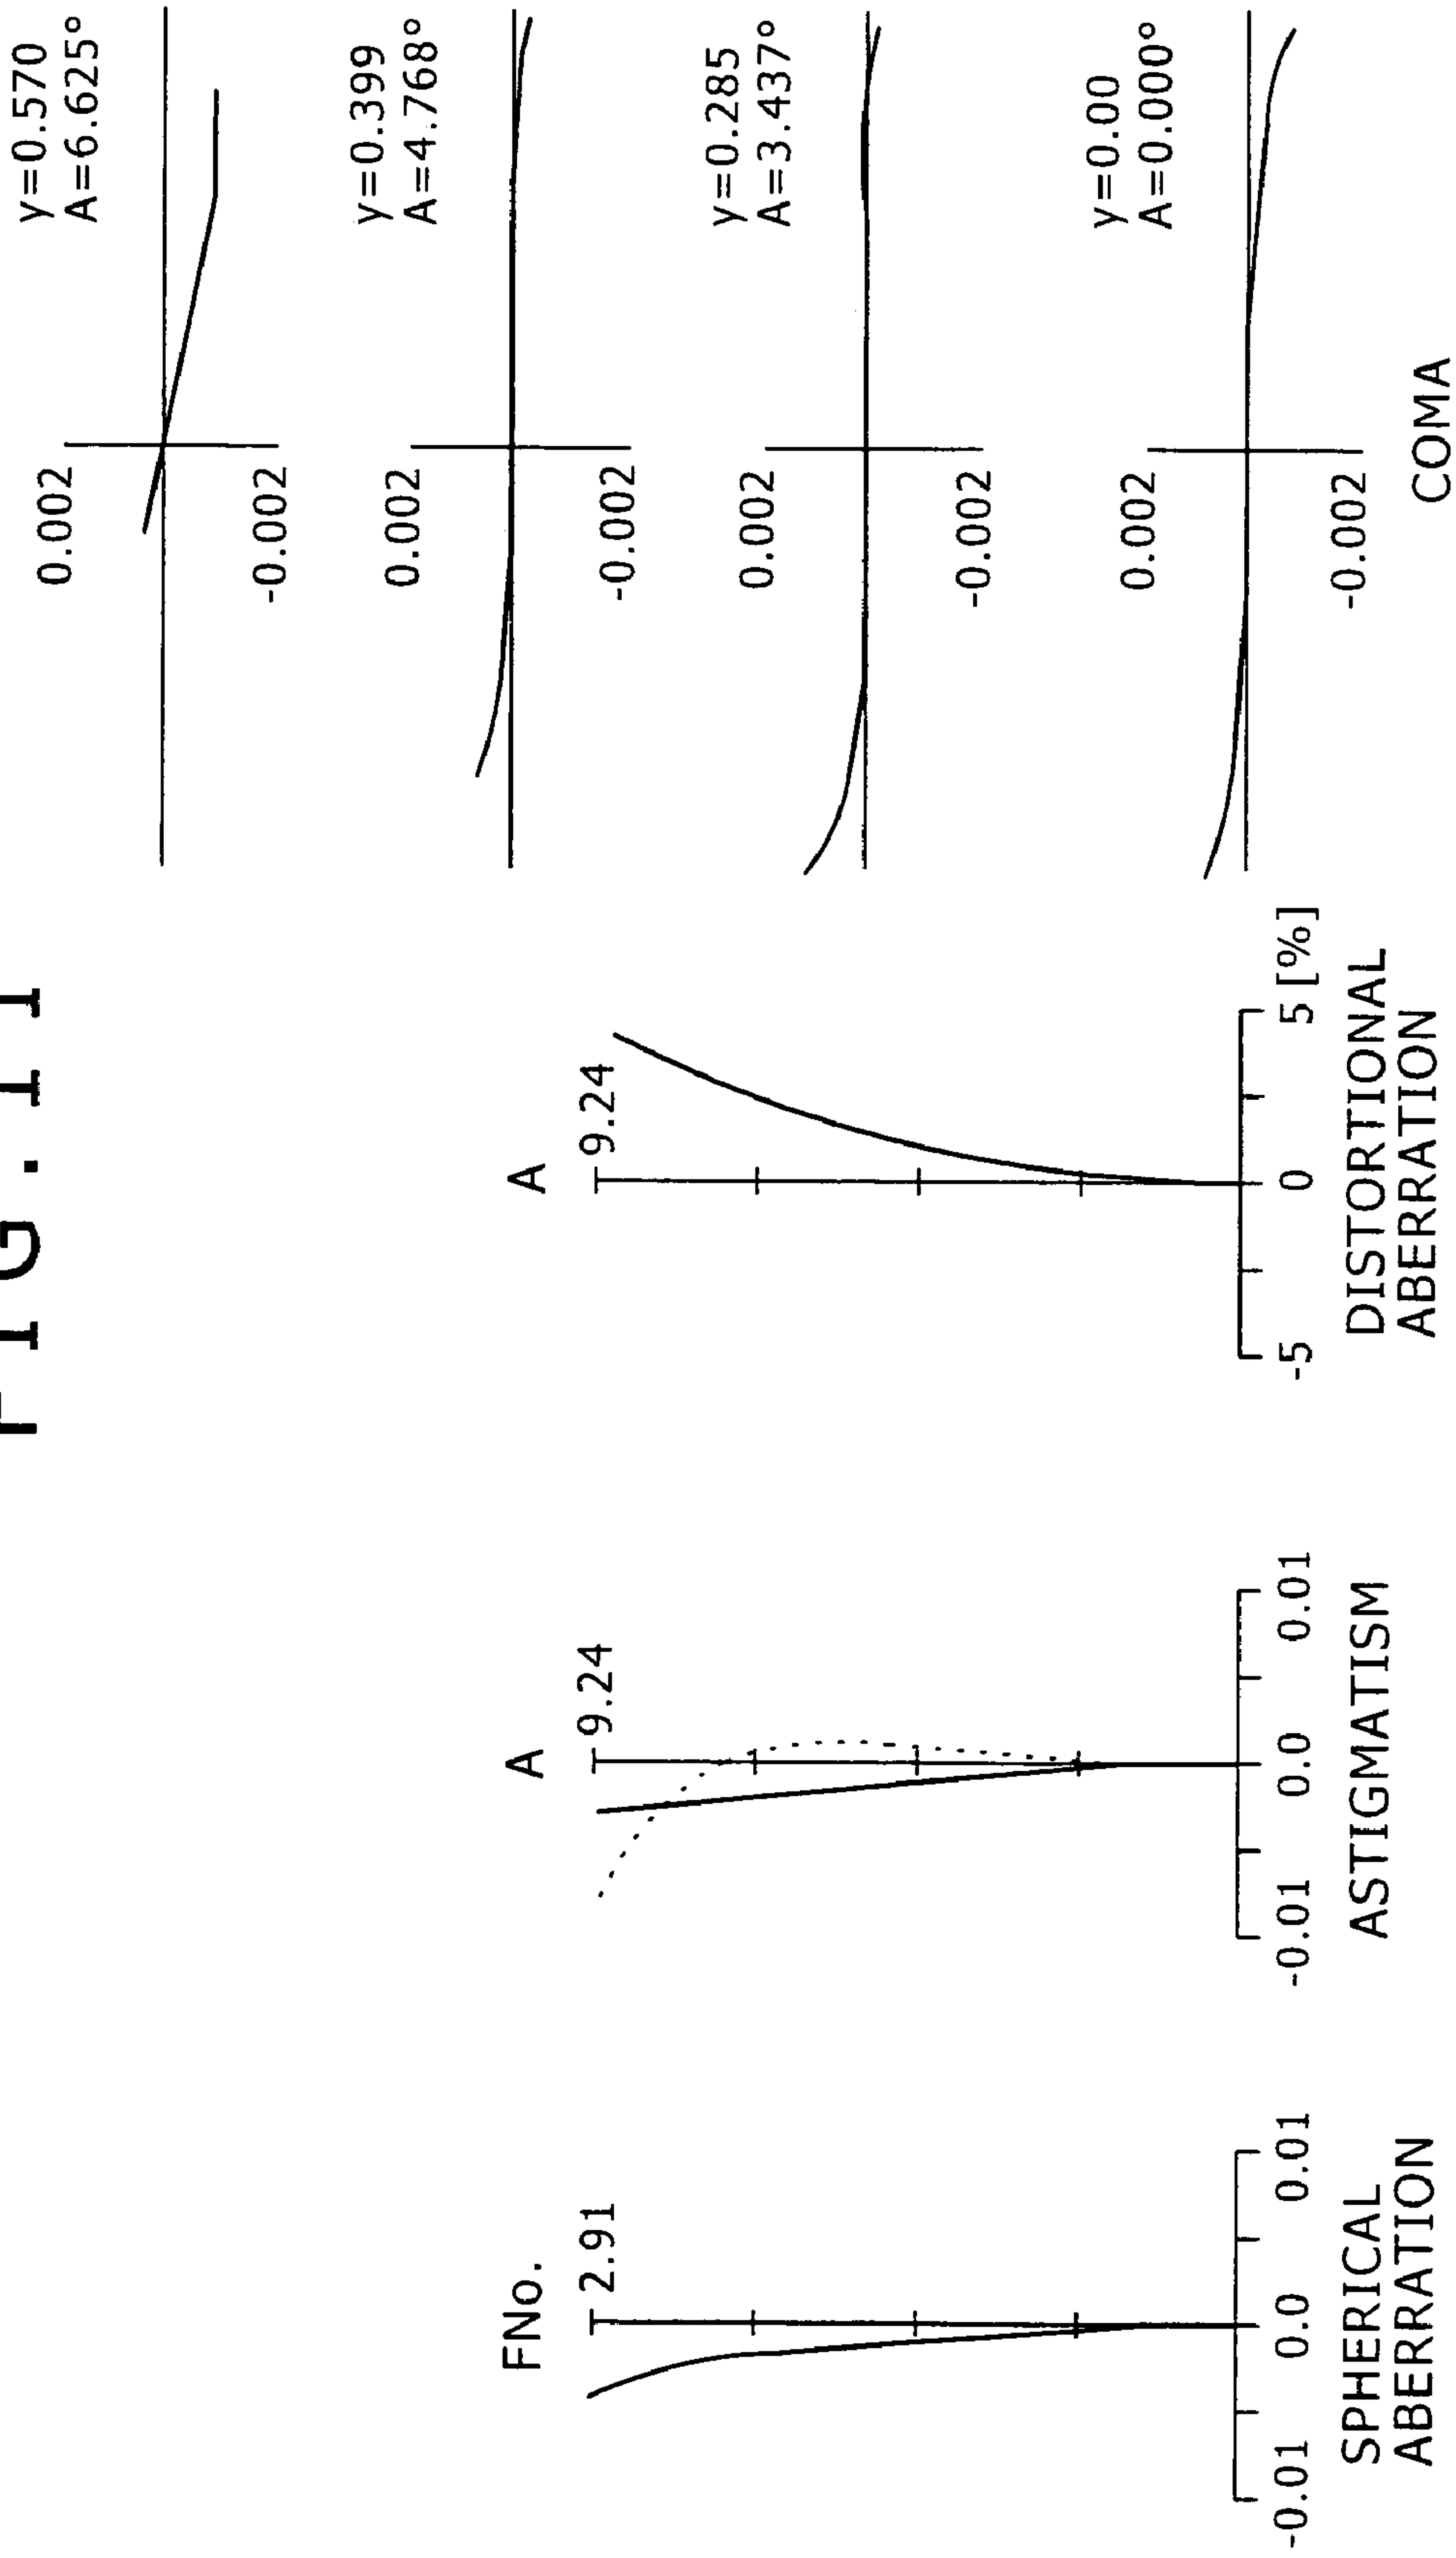 FIG.11
FNo.
2.91
-0.01 0.0 0.01
SPHERICAL
ABERRATION
A
9.24
-0.01 0.0 0.01
ASTIGMATISM
A
9.24
-5 0 5 [%]
DISTORTIONAL
ABERRATION
y=0.570
A=6.625°
0.002
-0.002
y=0.399
A=4.768°
0.002
-0.002
y=0.285
A=3.437°
0.002
-0.002
y=0.00
A=0.000°
0.002
-0.002
COMA